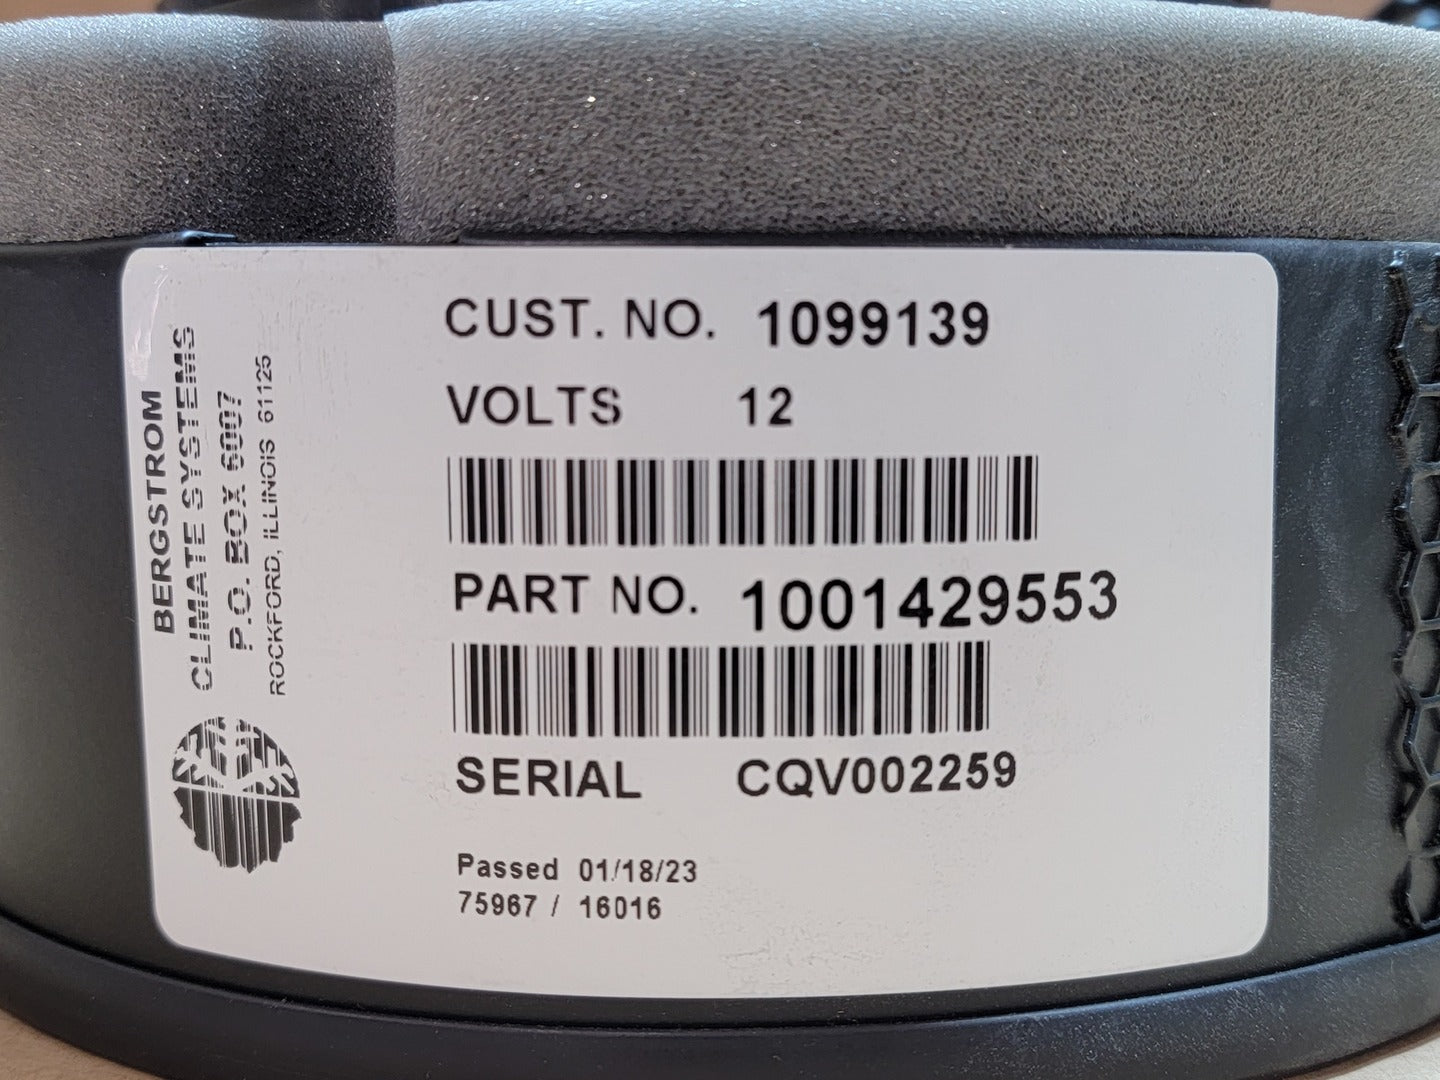 BERGSTROM
CLIMATE SYSTEMS
P.O. BOX 6007
ROCKFORD, ILLINOIS 61125
CUST. NO. 1099139
VOLTS 12
PART NO. 1001429553
SERIAL CQV002259
Passed 01/18/23
75967 / 16016